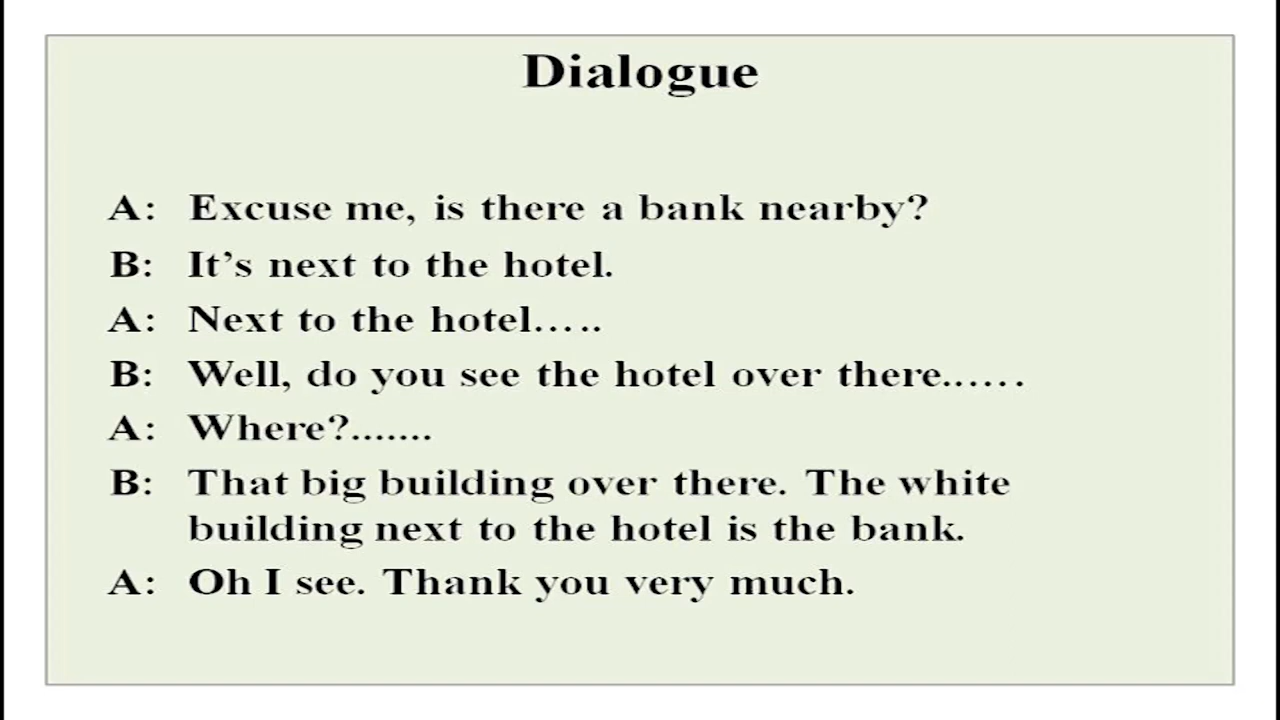 Dialogue
A: Excuse me, is there a bank nearby?
B: It’s next to the hotel.
A: Next to the hotel…..
B: Well, do you see the hotel over there..….
A: Where?.......
B: That big building over there. The white
building next to the hotel is the bank.
A: Oh I see. Thank you very much.